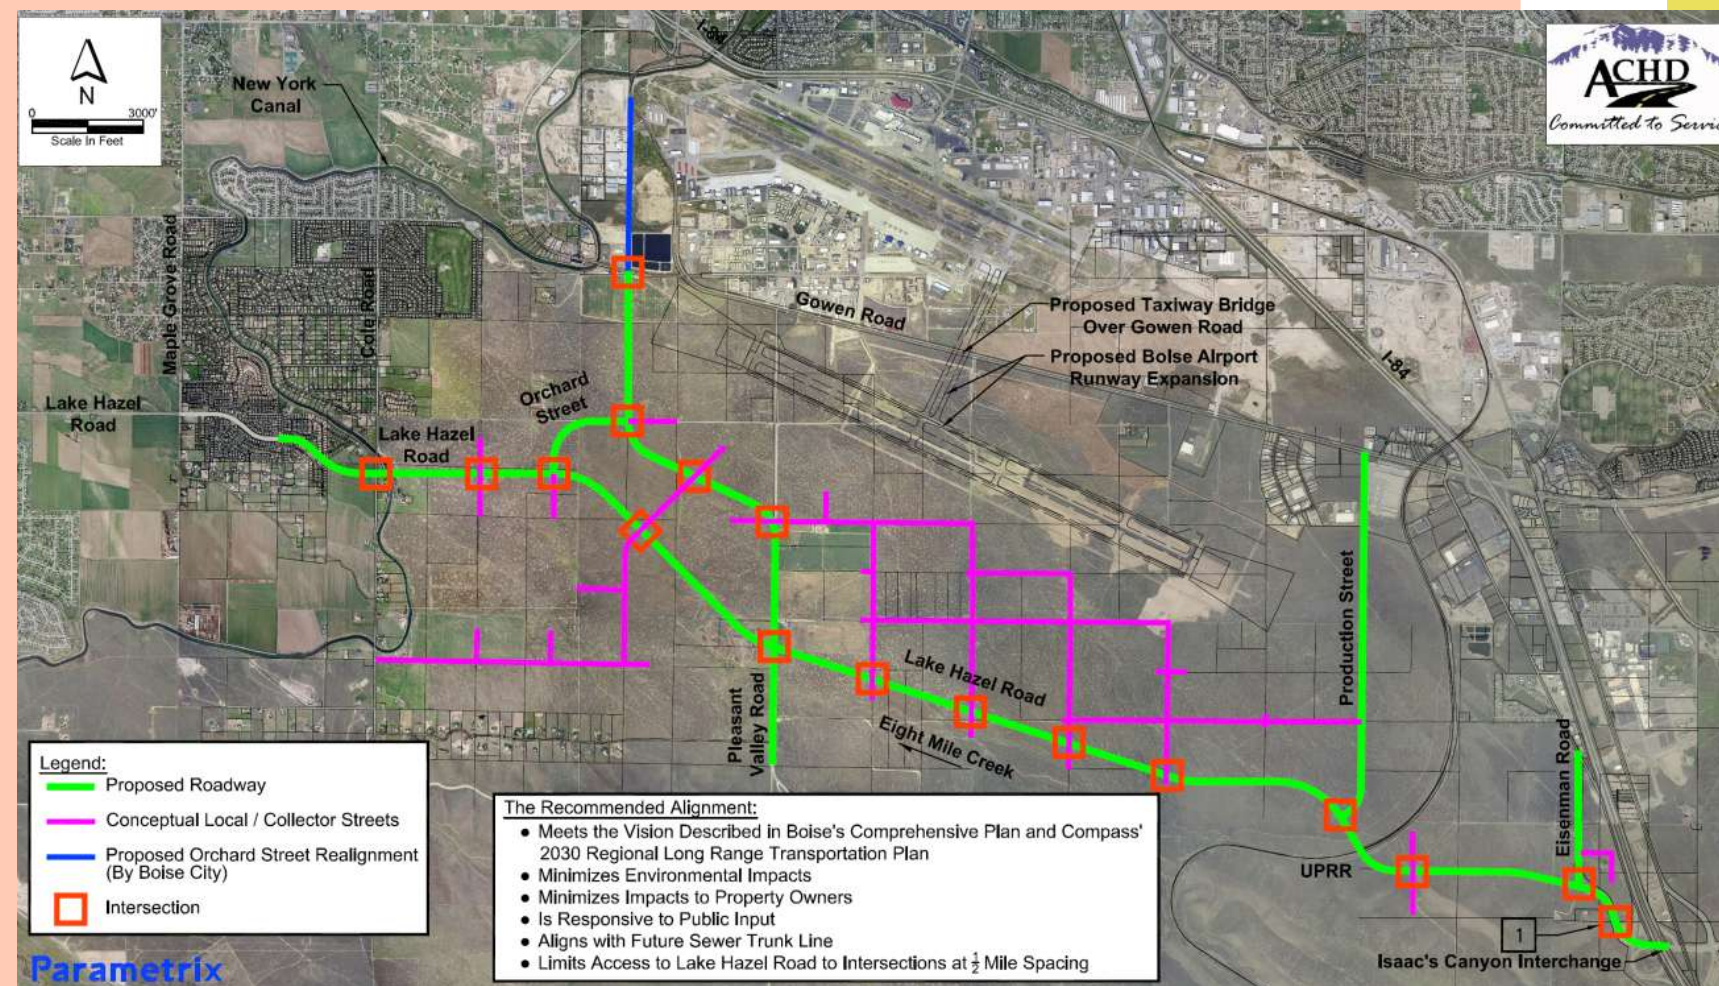 N
0 3000'
Scale In Feet
New York
Canal
I-84
ACHD
Committed to Servic
Maple Grove Road
Cole Road
Gowen Road
Proposed Taxiway Bridge
Over Gowen Road
Proposed Boise Airport
Runway Expansion
I-84
Lake Hazel
Road
Orchard
Street
Lake Hazel
Road
Production Street
Lake Hazel Road
Pleasant
Valley Road
Eight Mile Creek
Eisenman Road
UPRR
1
Isaac's Canyon Interchange
Legend:
Proposed Roadway
Conceptual Local / Collector Streets
Proposed Orchard Street Realignment
(By Boise City)
Intersection
The Recommended Alignment:
• Meets the Vision Described in Boise's Comprehensive Plan and Compass'
2030 Regional Long Range Transportation Plan
• Minimizes Environmental Impacts
• Minimizes Impacts to Property Owners
• Is Responsive to Public Input
• Aligns with Future Sewer Trunk Line
• Limits Access to Lake Hazel Road to Intersections at ½ Mile Spacing
Parametrix